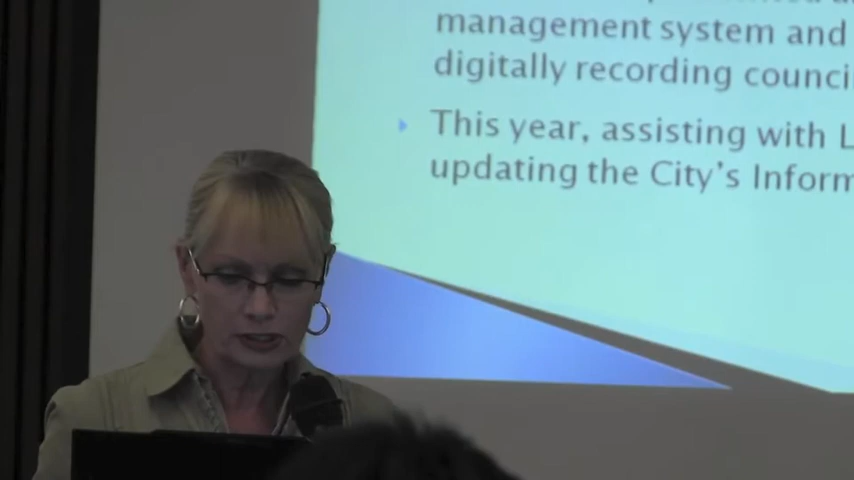 management system and
digitally recording counci
This year, assisting with L
updating the City's Inform